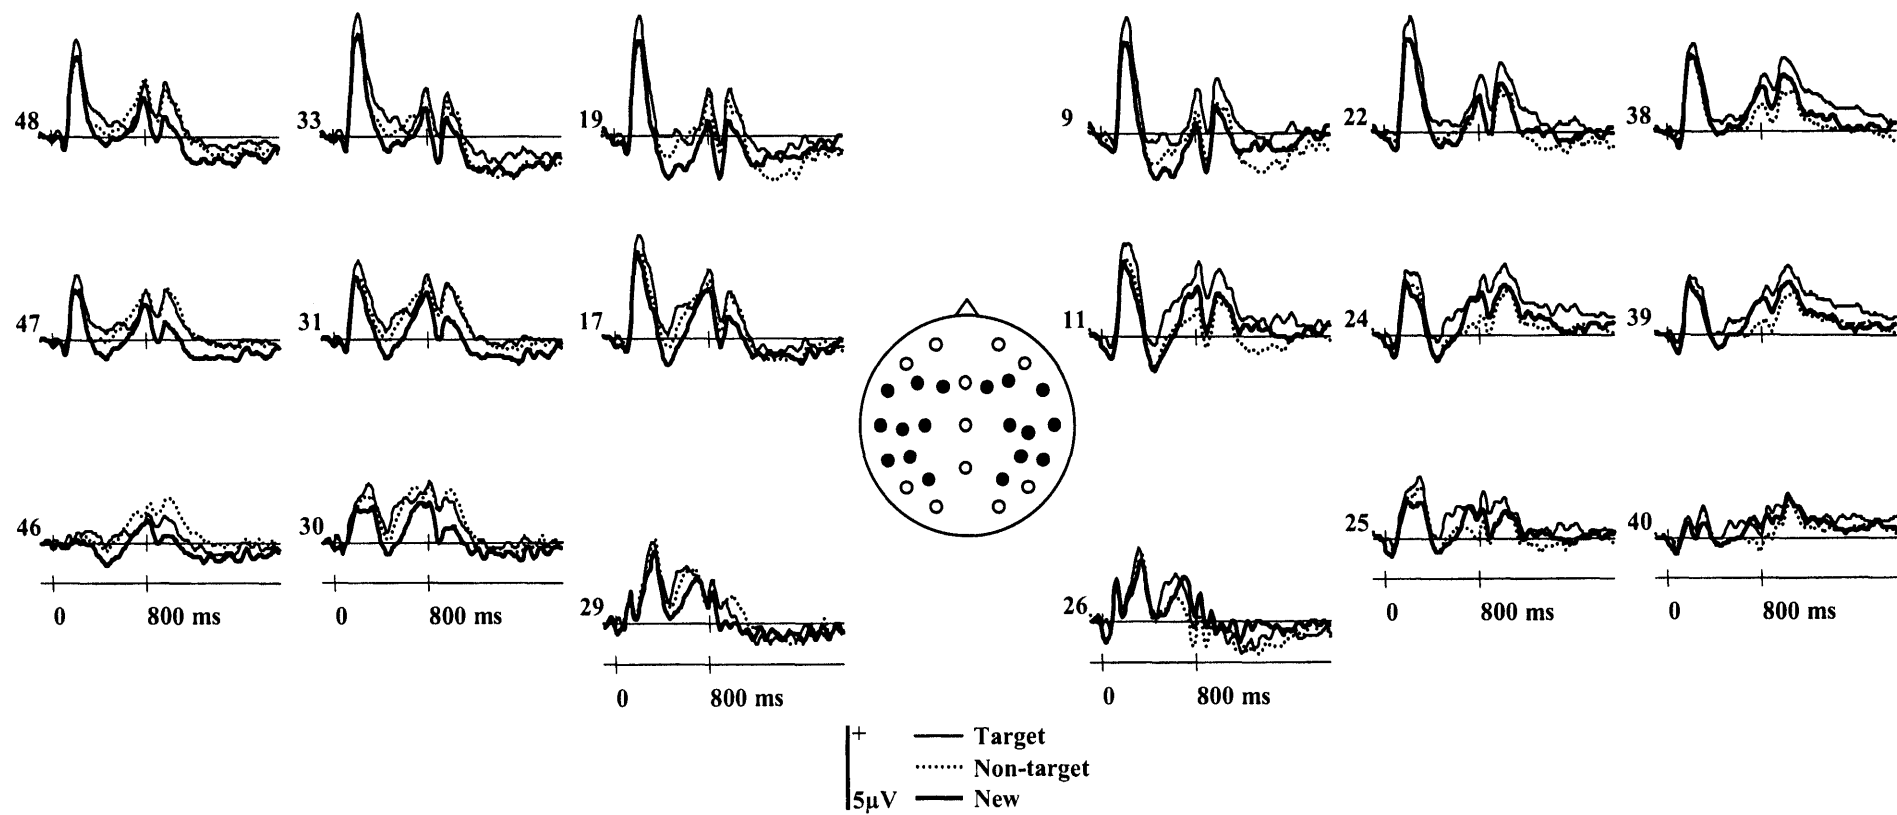 48 33 19 9 22 38
47 31 17 11 24 39
46 30 25 40
29 26
0 800 ms 0 800 ms 0 800 ms 0 800 ms
0 800 ms 0 800 ms
+ Target
Non-target
5μV New